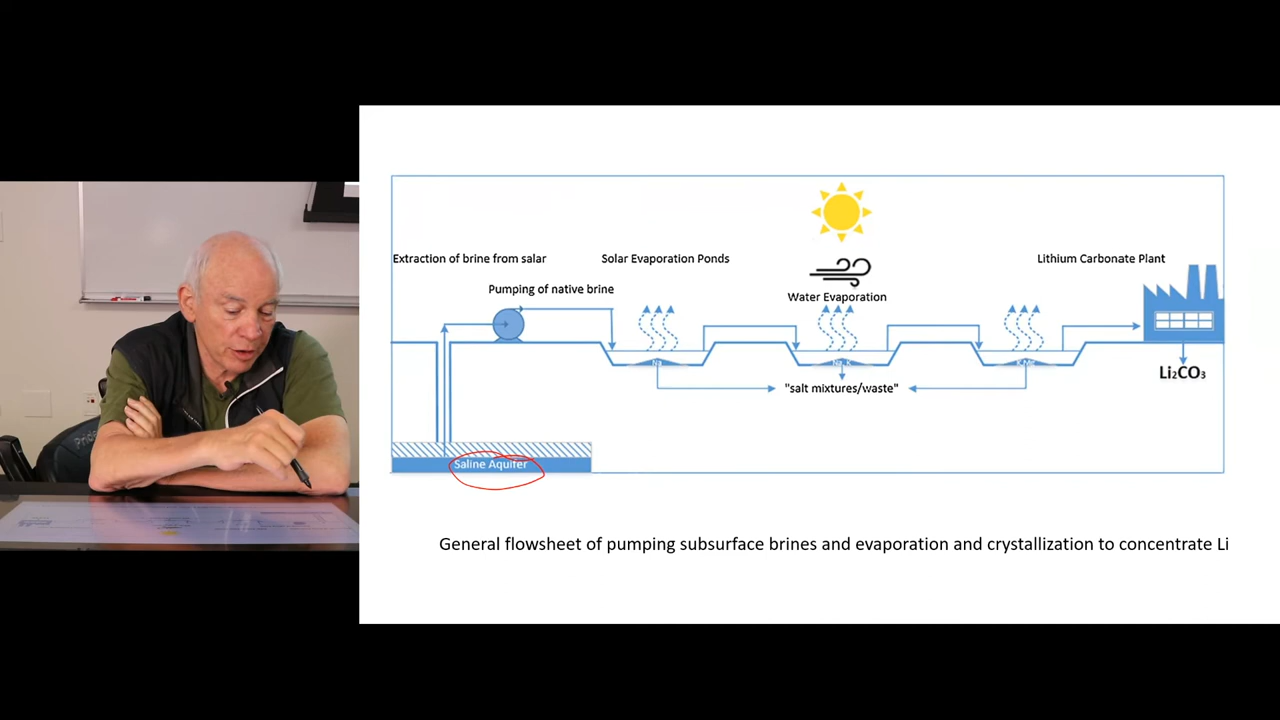 Extraction of brine from salar
Solar Evaporation Ponds
Lithium Carbonate Plant
Pumping of native brine
Water Evaporation
Na
"salt mixtures/waste"
Li₂CO₃
Saline Aquifer
General flowsheet of pumping subsurface brines and evaporation and crystallization to concentrate Li